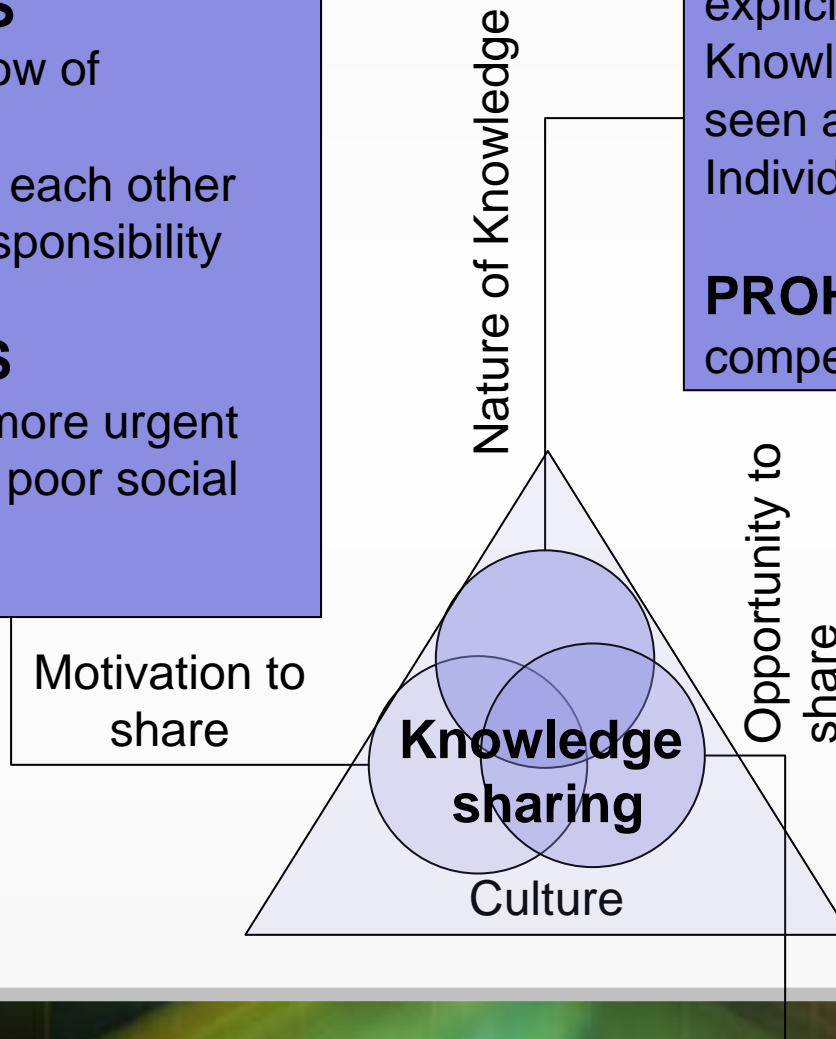 s
ow of
each other
sponsibility
s
more urgent
poor social
Nature of Knowledge
explici
Knowl
seen a
Individ
PROH
compe
Opportunity to
share
Motivation to
share
Knowledge
sharing
Culture